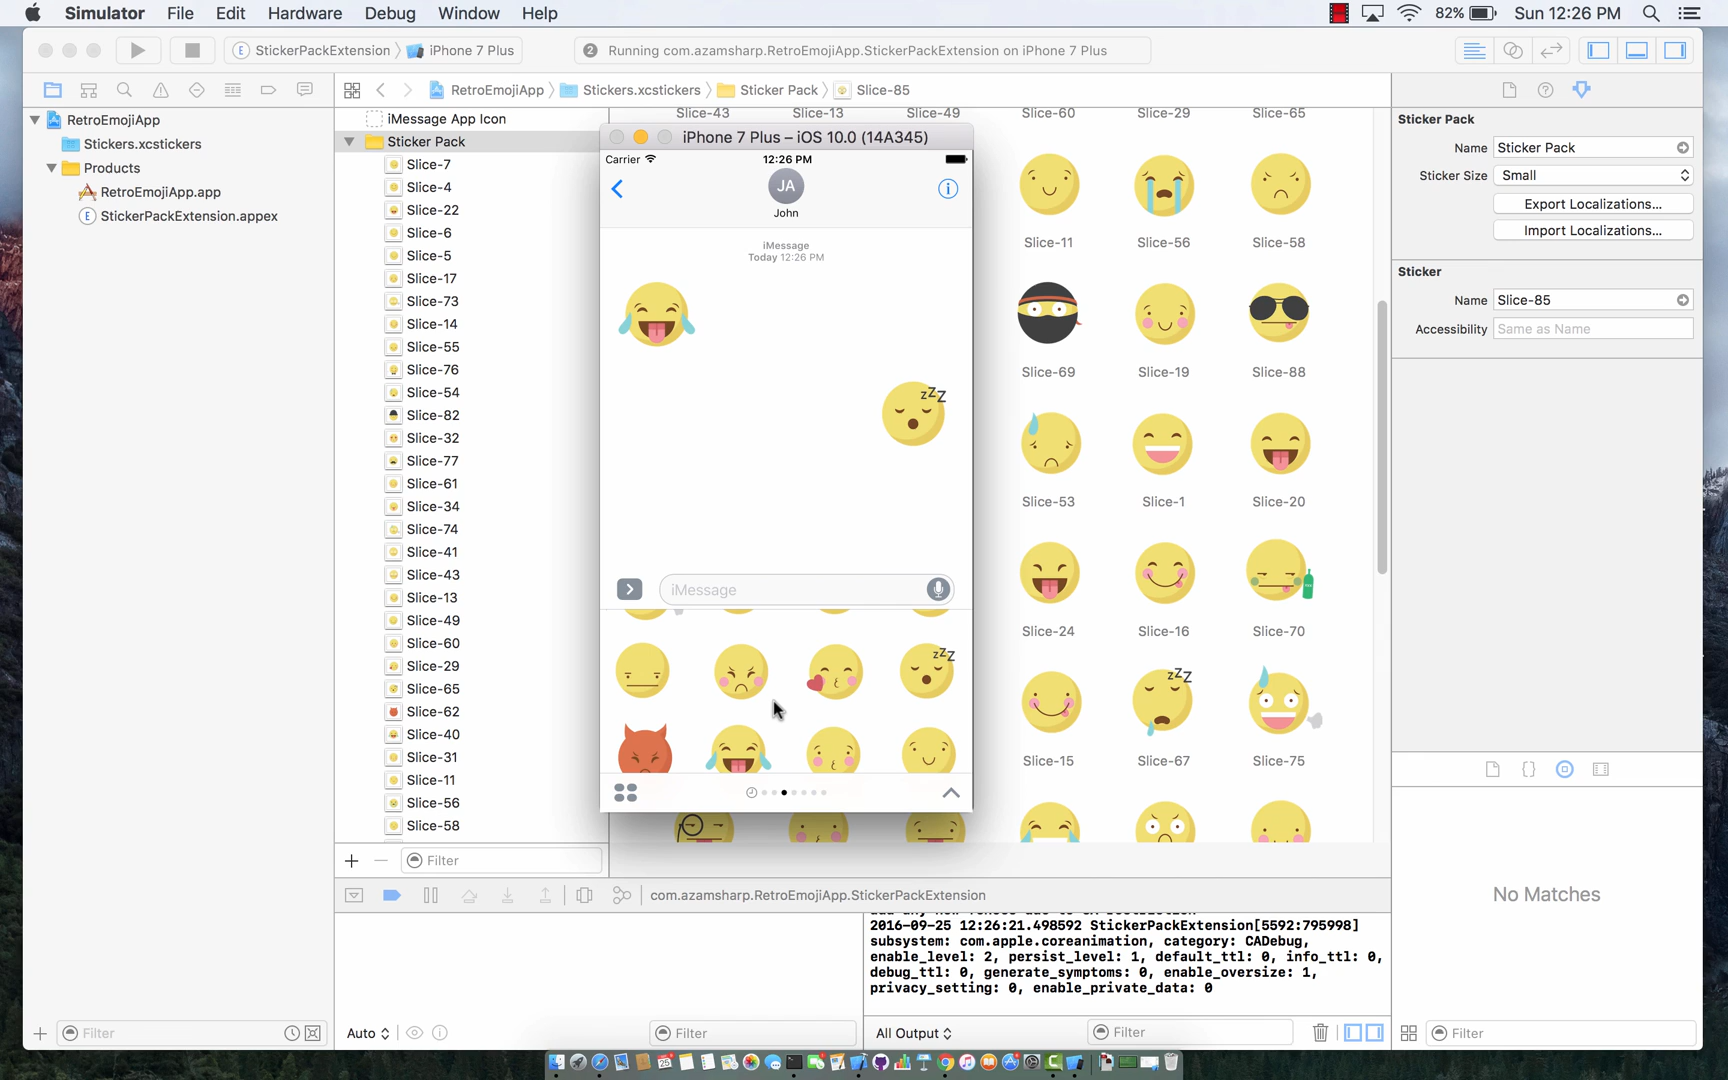 Simulator File Edit Hardware Debug Window Help 82% Sun 12:26 PM
StickerPackExtension iPhone 7 Plus 2 Running com.azamsharp.RetroEmojiApp.StickerPackExtension on iPhone 7 Plus
RetroEmojiApp Stickers.xcstickers Sticker Pack Slice-85
RetroEmojiApp
Stickers.xcstickers
Products
RetroEmojiApp.app
StickerPackExtension.appex
Filter
iMessage App Icon
Sticker Pack
Slice-7
Slice-4
Slice-22
Slice-6
Slice-5
Slice-17
Slice-73
Slice-14
Slice-55
Slice-76
Slice-54
Slice-82
Slice-32
Slice-77
Slice-61
Slice-34
Slice-74
Slice-41
Slice-43
Slice-13
Slice-49
Slice-60
Slice-29
Slice-65
Slice-62
Slice-40
Slice-31
Slice-11
Slice-56
Slice-58
Filter
Slice-43 Slice-13 Slice-49 Slice-60 Slice-29 Slice-65
iPhone 7 Plus – iOS 10.0 (14A345)
Carrier 12:26 PM
JA
John
iMessage
Today 12:26 PM
zzZ
iMessage
zzZ
Slice-11 Slice-56 Slice-58
Slice-69 Slice-19 Slice-88
Slice-53 Slice-1 Slice-20
Slice-24 Slice-16 Slice-70
zzZ
Slice-15 Slice-67 Slice-75
Sticker Pack
Name Sticker Pack
Sticker Size Small
Export Localizations...
Import Localizations...
Sticker
Name Slice-85
Accessibility Same as Name
No Matches
Filter
com.azamsharp.RetroEmojiApp.StickerPackExtension
2016-09-25 12:26:21.498592 StickerPackExtension[5592:795998]
subsystem: com.apple.coreanimation, category: CADebug,
enable_level: 2, persist_level: 1, default_ttl: 0, info_ttl: 0,
debug_ttl: 0, generate_symptoms: 0, enable_oversize: 1,
privacy_setting: 0, enable_private_data: 0
Auto Filter All Output Filter